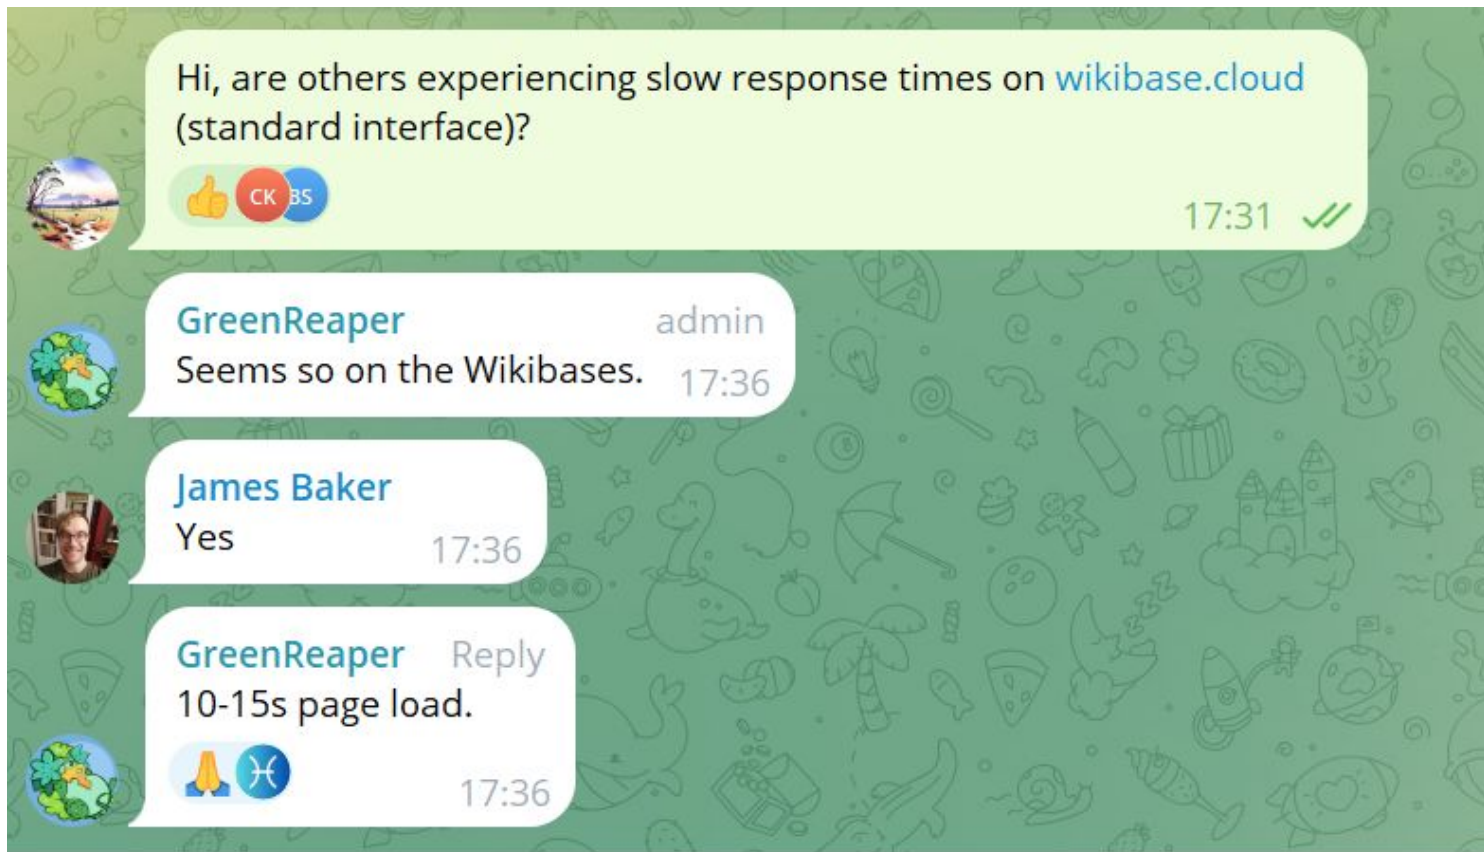 Hi, are others experiencing slow response times on wikibase.cloud
(standard interface)?
CK BS
17:31
GreenReaper admin
Seems so on the Wikibases. 17:36
James Baker
Yes 17:36
GreenReaper Reply
10-15s page load.
17:36